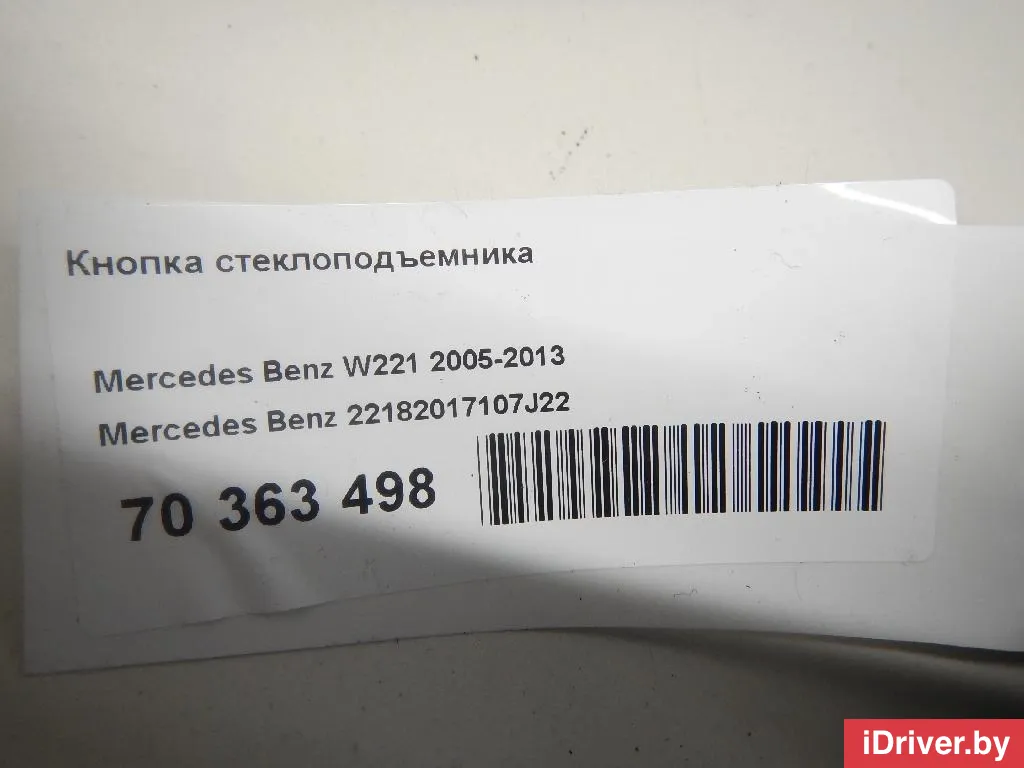 Кнопка стеклоподъемника
Mercedes Benz W221 2005-2013
Mercedes Benz 22182017107J22
70 363 498
iDriver.by